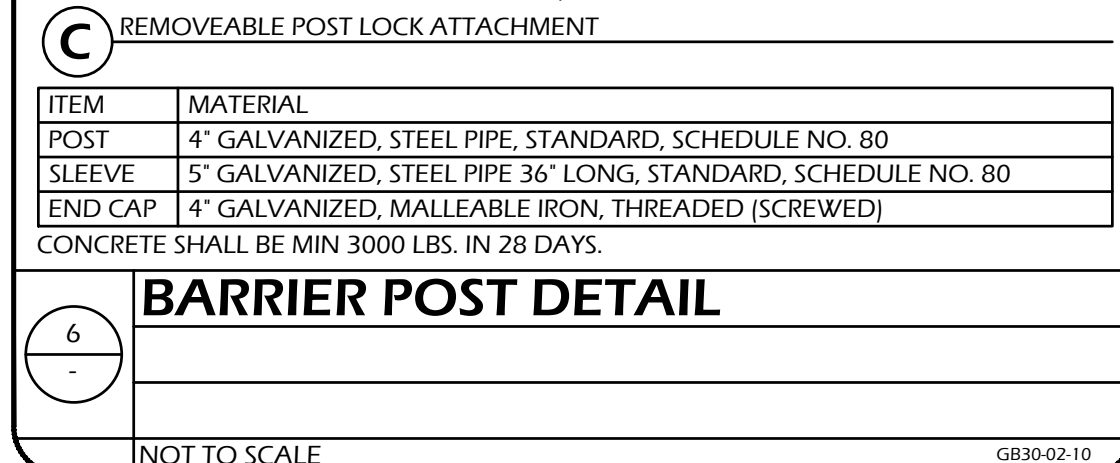 C REMOVEABLE POST LOCK ATTACHMENT
ITEM MATERIAL
POST 4" GALVANIZED, STEEL PIPE, STANDARD, SCHEDULE NO. 80
SLEEVE 5" GALVANIZED, STEEL PIPE 36" LONG, STANDARD, SCHEDULE NO. 80
END CAP 4" GALVANIZED, MALLEABLE IRON, THREADED (SCREWED)
CONCRETE SHALL BE MIN 3000 LBS. IN 28 DAYS.
BARRIER POST DETAIL
6
-
NOT TO SCALE GB30-02-10